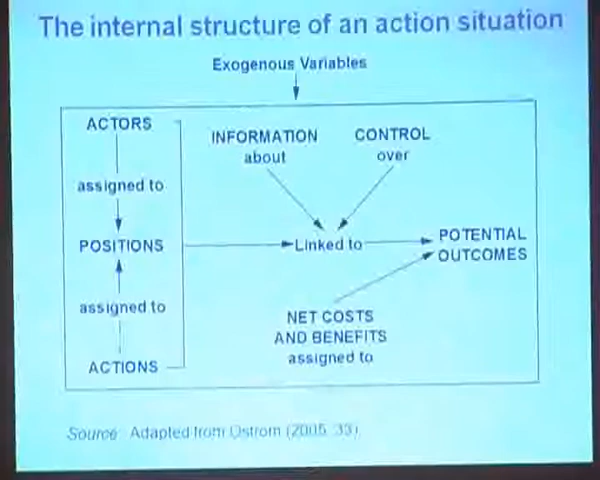 The internal structure of an action situation
Exogenous Variables
ACTORS
assigned to
POSITIONS
assigned to
ACTIONS
INFORMATION
about
CONTROL
over
Linked to
POTENTIAL
OUTCOMES
NET COSTS
AND BENEFITS
assigned to
Source: Adapted from Ostrom (2005: 33)